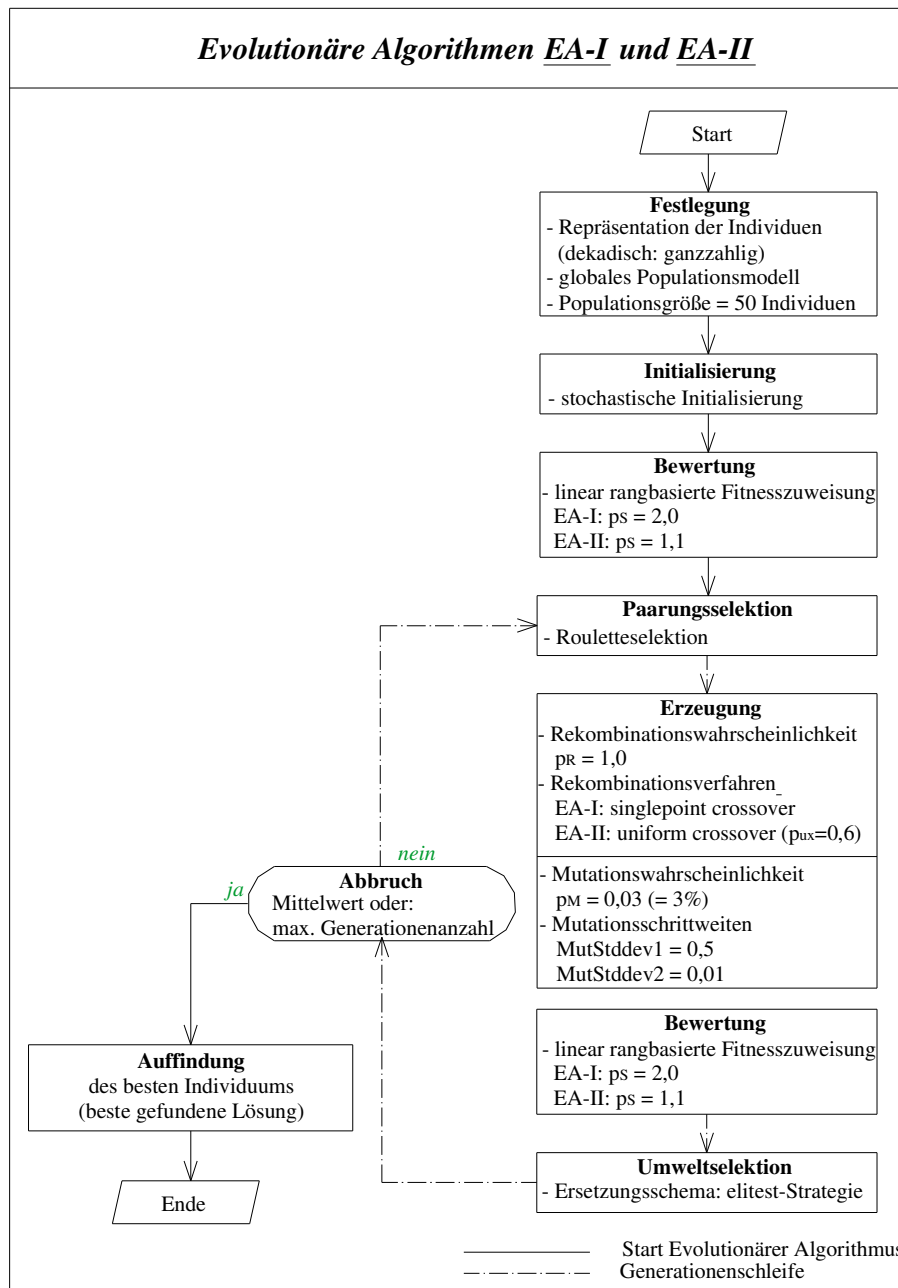 Evolutionäre Algorithmen EA-I und EA-II
Start
Festlegung
- Repräsentation der Individuen
(dekadisch: ganzzahlig)
- globales Populationsmodell
- Populationsgröße = 50 Individuen
Initialisierung
- stochastische Initialisierung
Bewertung
- linear rangbasierte Fitnesszuweisung
EA-I: ps = 2,0
EA-II: ps = 1,1
Paarungsselektion
- Rouletteselektion
Erzeugung
- Rekombinationswahrscheinlichkeit
pR = 1,0
- Rekombinationsverfahren
EA-I: singlepoint crossover
EA-II: uniform crossover (pux=0,6)
- Mutationswahrscheinlichkeit
pM = 0,03 (= 3%)
- Mutationsschrittweiten
MutStddev1 = 0,5
MutStddev2 = 0,01
Bewertung
- linear rangbasierte Fitnesszuweisung
EA-I: ps = 2,0
EA-II: ps = 1,1
Umweltselektion
- Ersetzungsschema: elitest-Strategie
nein
ja
Abbruch
Mittelwert oder:
max. Generationenanzahl
Auffindung
des besten Individuums
(beste gefundene Lösung)
Ende
Start Evolutionärer Algorithmus
Generationenschleife